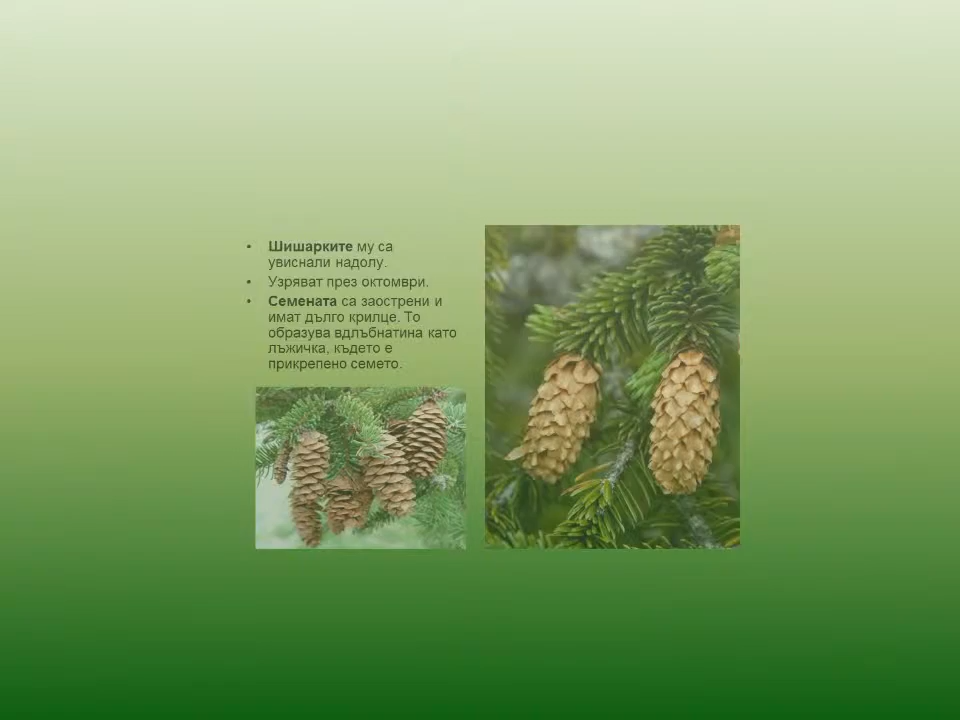 • Шишарките му са
увиснали надолу.
• Узряват през октомври.
• Семената са заострени и
имат дълго крилце. То
образува вдлъбнатина като
лъжичка, където е
прикрепено семето.